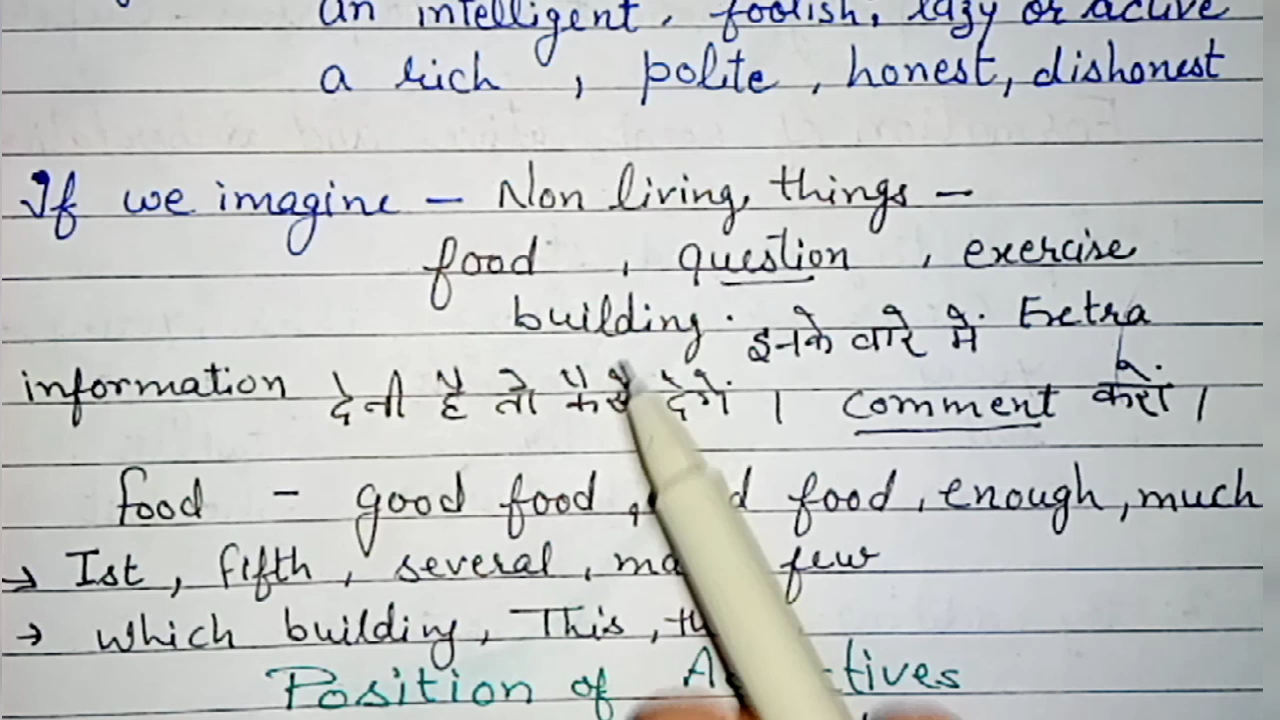 an intelligent, foolish, lazy or active
a rich , polite , honest, dishonest
If we imagine - Non living, things -
food , question , exercise
building . इनके बारे में Extra
information देनी है तो कैसे देंगे । comment करें ।
food - good food, food, enough, much
→ Ist, fifth, several, few
→ which building, This,
Position of